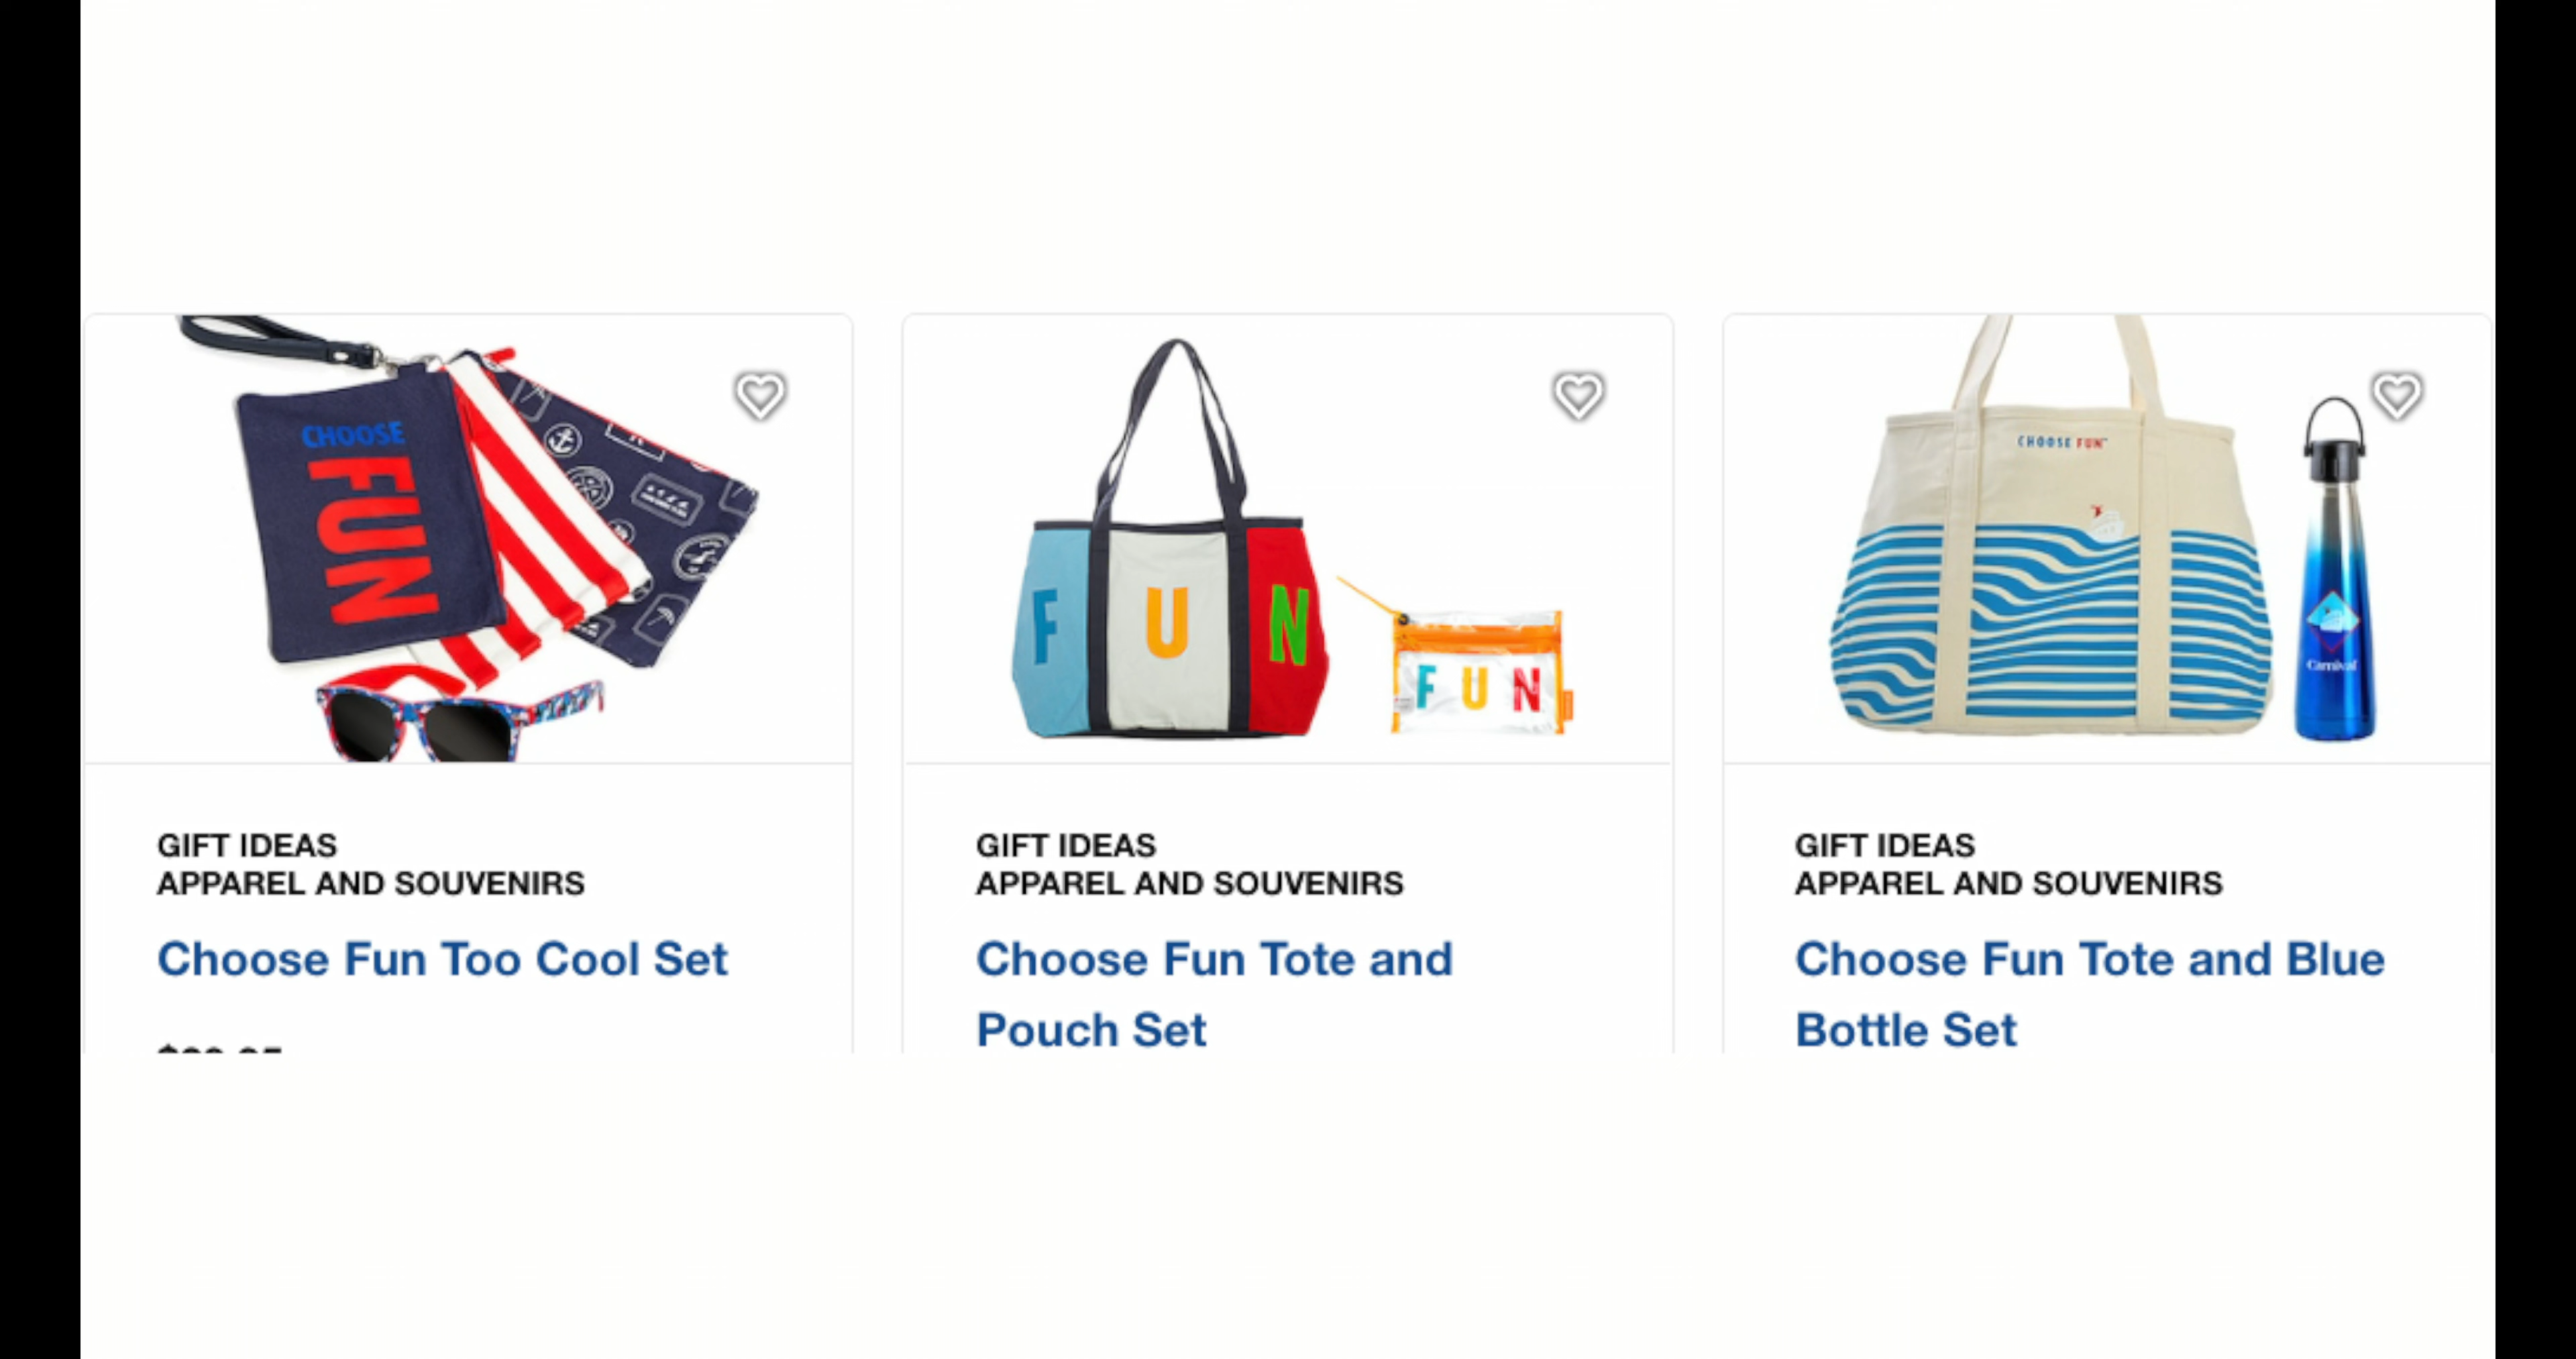 CHOOSE
FUN
F U N
F U N
CHOOSE FUN
Carnival
GIFT IDEAS
APPAREL AND SOUVENIRS
Choose Fun Too Cool Set
GIFT IDEAS
APPAREL AND SOUVENIRS
Choose Fun Tote and
Pouch Set
GIFT IDEAS
APPAREL AND SOUVENIRS
Choose Fun Tote and Blue
Bottle Set